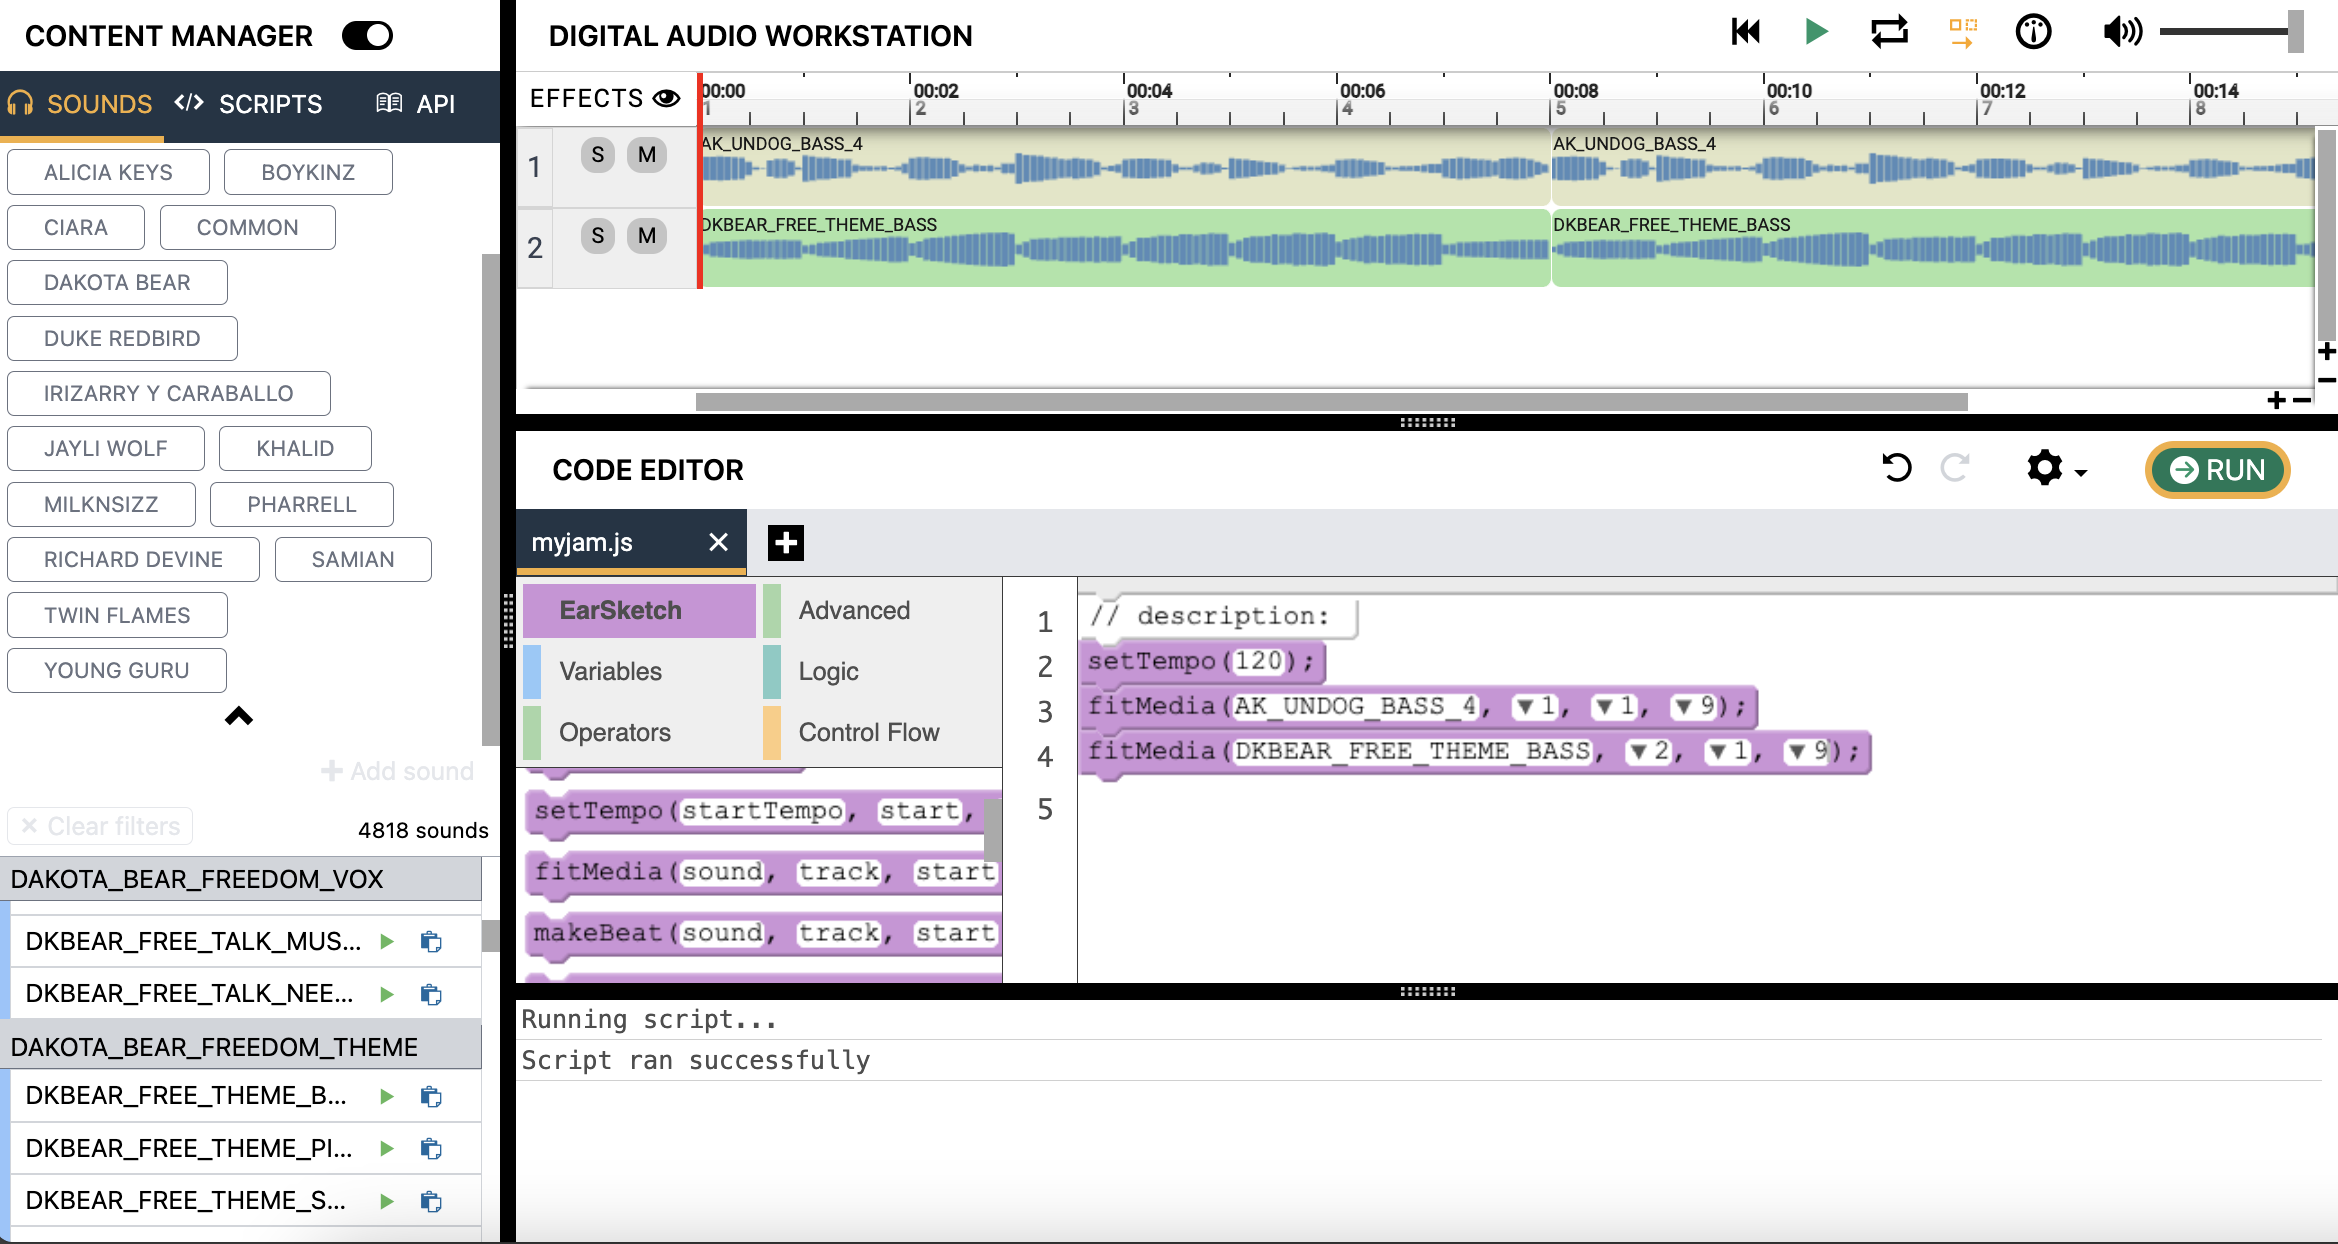 CONTENT MANAGER
SOUNDS </> SCRIPTS API
ALICIA KEYS BOYKINZ
CIARA COMMON
DAKOTA BEAR
DUKE REDBIRD
IRIZARRY Y CARABALLO
JAYLI WOLF KHALID
MILKNSIZZ PHARRELL
RICHARD DEVINE SAMIAN
TWIN FLAMES
YOUNG GURU
+ Add sound
× Clear filters 4818 sounds
DAKOTA_BEAR_FREEDOM_VOX
DKBEAR_FREE_TALK_MUS...
DKBEAR_FREE_TALK_NEE...
DAKOTA_BEAR_FREEDOM_THEME
DKBEAR_FREE_THEME_B...
DKBEAR_FREE_THEME_PI...
DKBEAR_FREE_THEME_S...
DIGITAL AUDIO WORKSTATION
EFFECTS
00:00 00:02 00:04 00:06 00:08 00:10 00:12 00:14
1 2 3 4 5 6 7 8
1 S M AK_UNDOG_BASS_4 AK_UNDOG_BASS_4
2 S M DKBEAR_FREE_THEME_BASS DKBEAR_FREE_THEME_BASS
CODE EDITOR
RUN
myjam.js
EarSketch Advanced
Variables Logic
Operators Control Flow
setTempo(startTempo, start,
fitMedia(sound, track, start
makeBeat(sound, track, start
1 // description:
2 setTempo(120);
3 fitMedia(AK_UNDOG_BASS_4, ▼1, ▼1, ▼9);
4 fitMedia(DKBEAR_FREE_THEME_BASS, ▼2, ▼1, ▼9);
5
Running script...
Script ran successfully